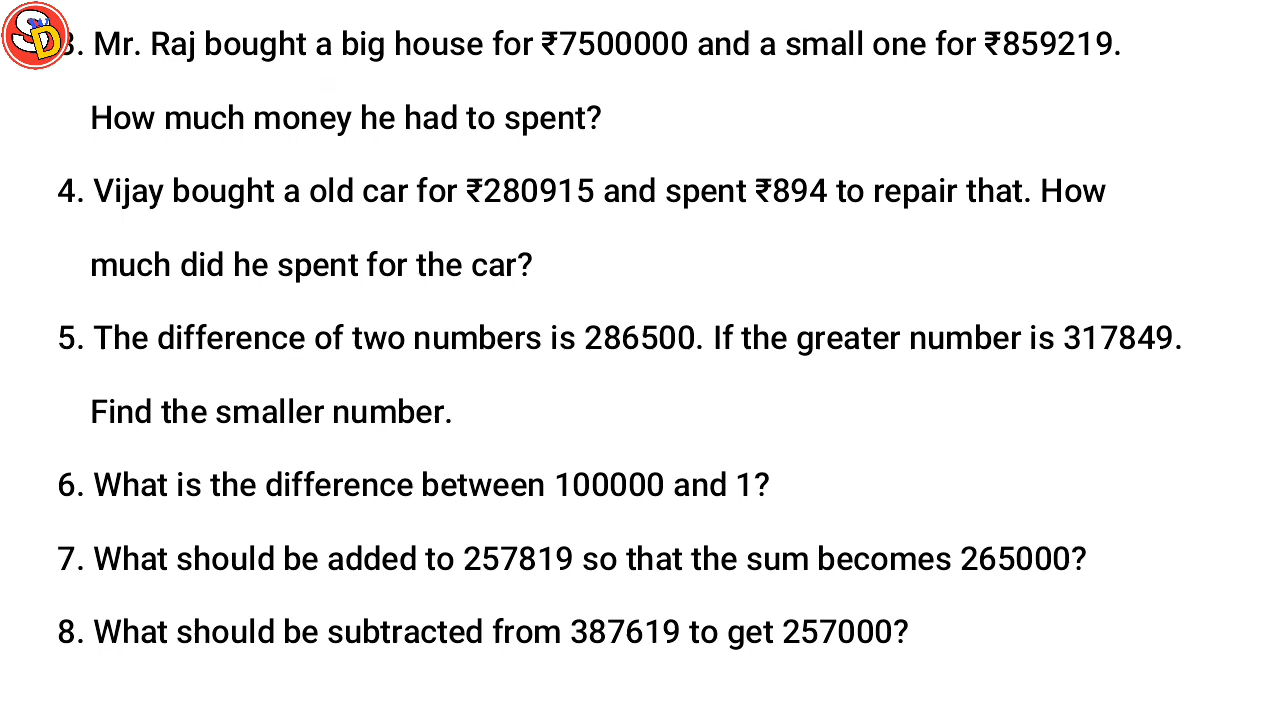 3. Mr. Raj bought a big house for ₹7500000 and a small one for ₹859219.
How much money he had to spent?
4. Vijay bought a old car for ₹280915 and spent ₹894 to repair that. How
much did he spent for the car?
5. The difference of two numbers is 286500. If the greater number is 317849.
Find the smaller number.
6. What is the difference between 100000 and 1?
7. What should be added to 257819 so that the sum becomes 265000?
8. What should be subtracted from 387619 to get 257000?
SD